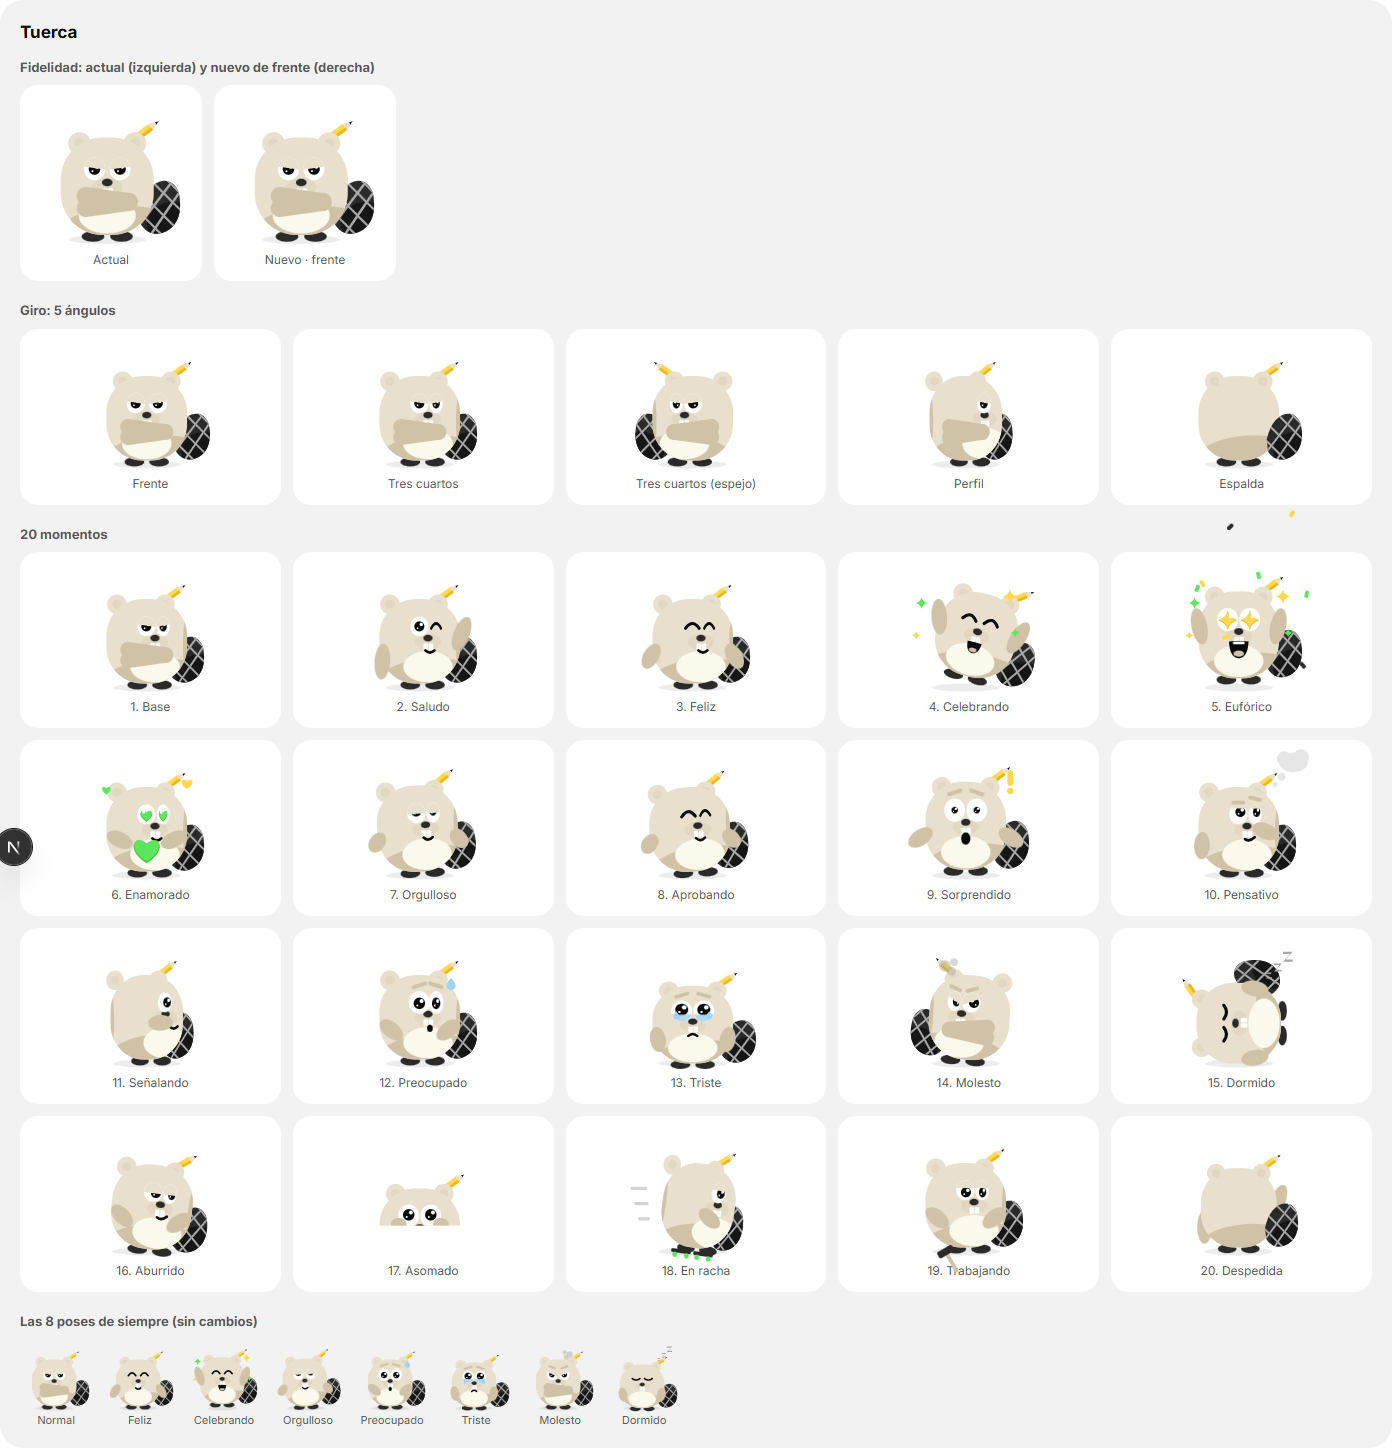 Tuerca
Fidelidad: actual (izquierda) y nuevo de frente (derecha)
Actual
Nuevo · frente
Giro: 5 ángulos
Frente
Tres cuartos
Tres cuartos (espejo)
Perfil
Espalda
20 momentos
1. Base
2. Saludo
3. Feliz
4. Celebrando
5. Eufórico
6. Enamorado
7. Orgulloso
8. Aprobando
9. Sorprendido
10. Pensativo
N
11. Señalando
12. Preocupado
13. Triste
14. Molesto
15. Dormido
z z z
16. Aburrido
17. Asomado
18. En racha
19. Trabajando
20. Despedida
Las 8 poses de siempre (sin cambios)
z z z
Normal
Feliz
Celebrando
Orgulloso
Preocupado
Triste
Molesto
Dormido